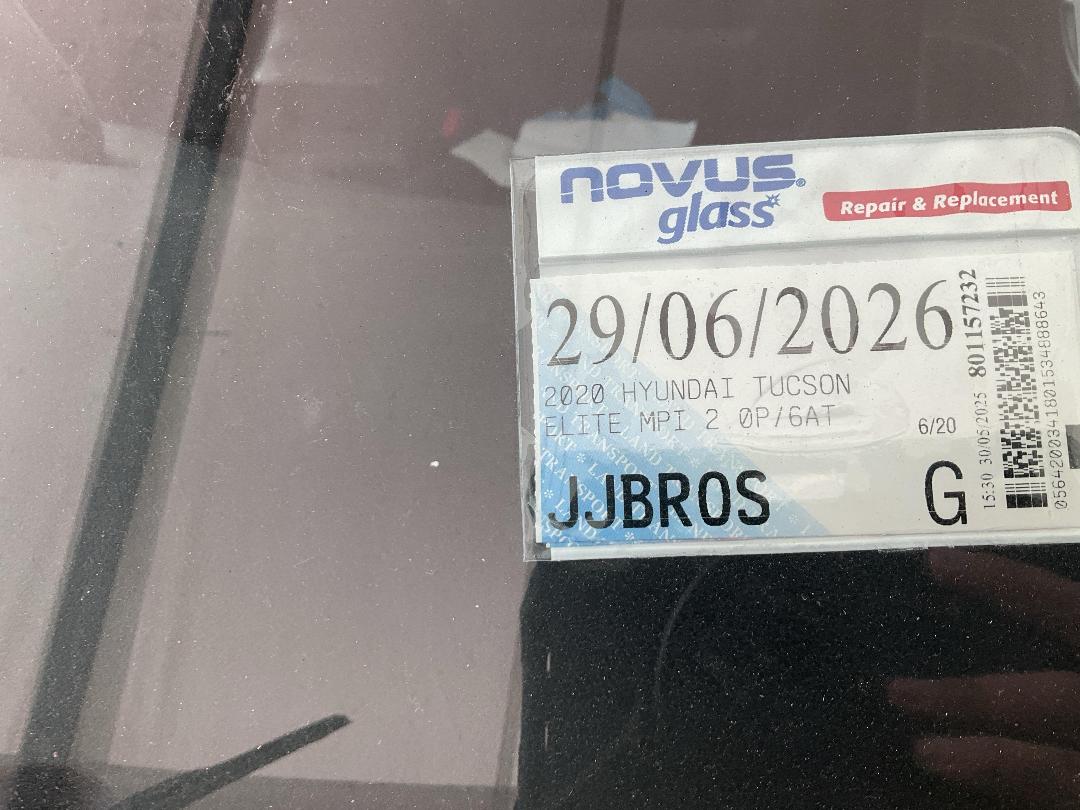 novus®
glass
Repair & Replacement
29/06/2026
2020 HYUNDAI TUCSON
ELITE MPI 2.0P/6AT
6/20
JJBROS
G
15:30 30/05/2025 801157232
0564200341801534888643